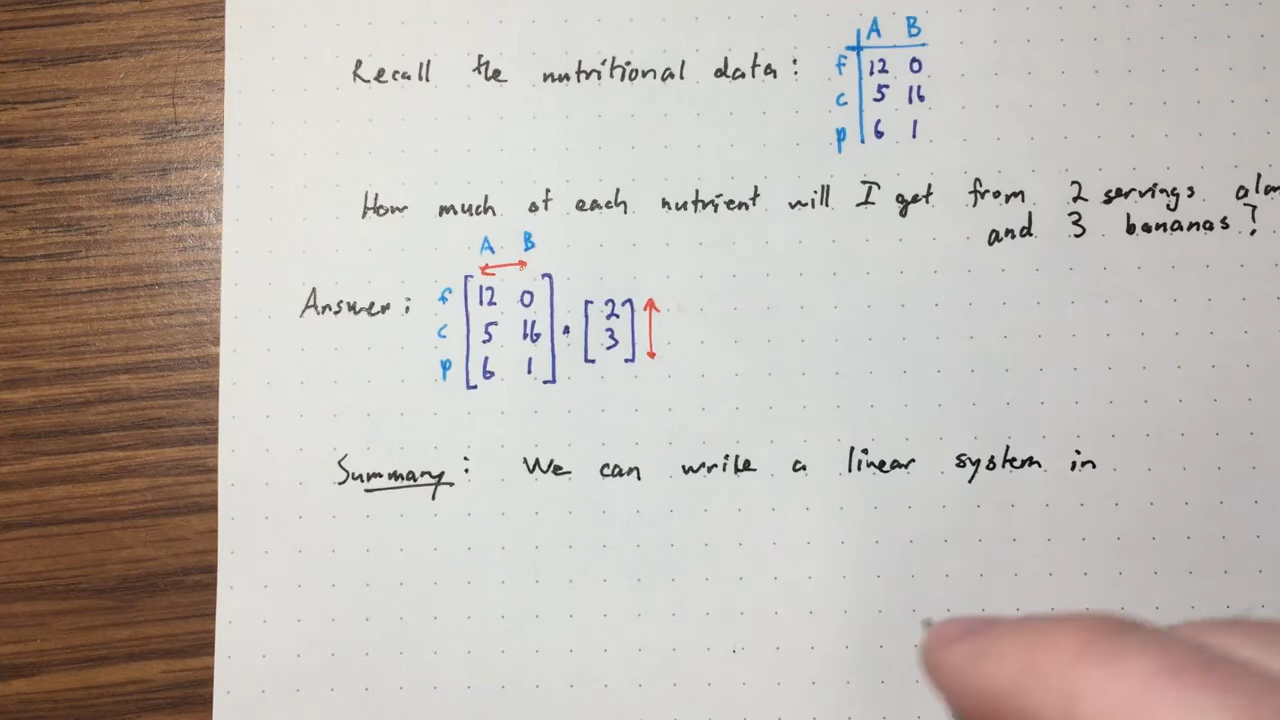 A B
Recall the nutritional data: f 12 0
c 5 16
p 6 1
How much of each nutrient will I get from 2 servings
and 3 bananas?
A B
Answer: f 12 0
c 5 16 · 2
3
p 6 1
Summary: We can write a linear system in